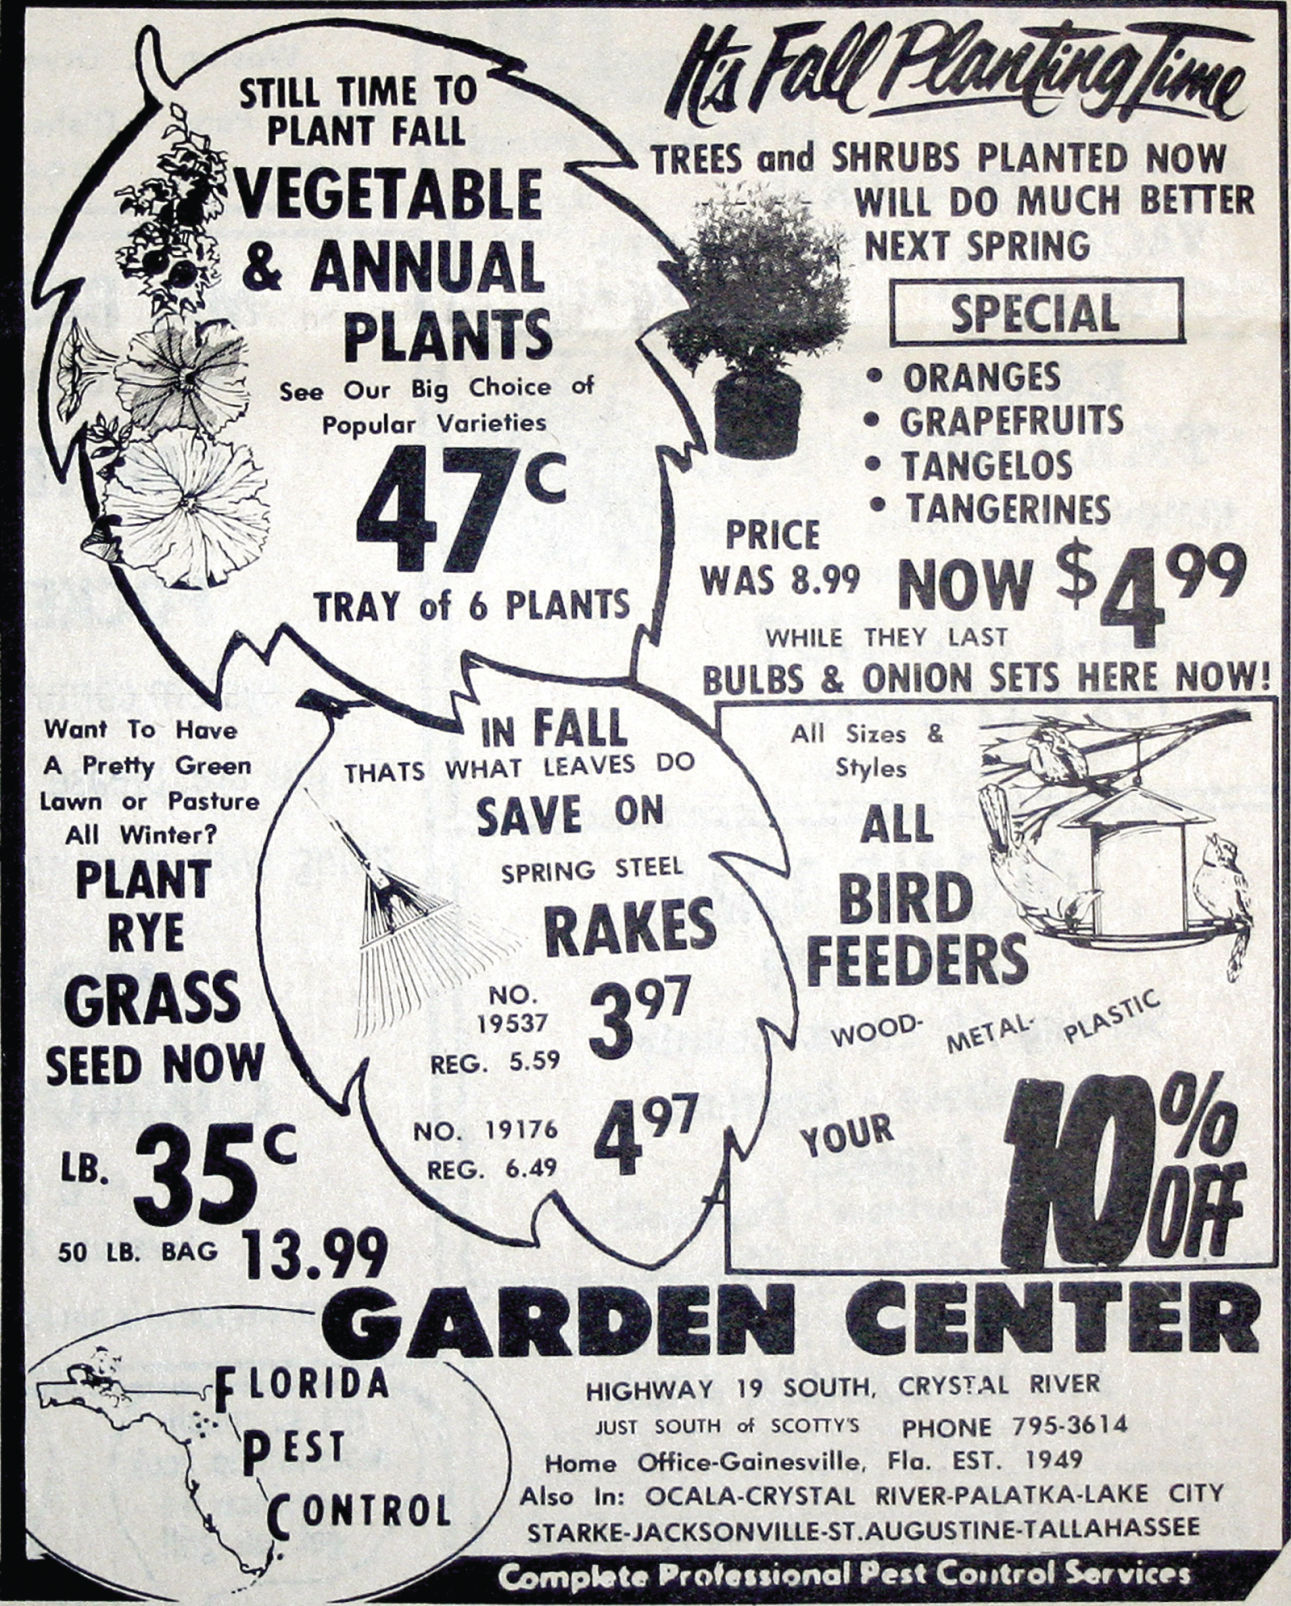 STILL TIME TO
PLANT FALL
VEGETABLE
& ANNUAL
PLANTS
See Our Big Choice of
Popular Varieties
47C
TRAY of 6 PLANTS
It's Fall Planting Time
TREES and SHRUBS PLANTED NOW
WILL DO MUCH BETTER
NEXT SPRING
SPECIAL
• ORANGES
• GRAPEFRUITS
• TANGELOS
• TANGERINES
PRICE
WAS 8.99 NOW $4.99
WHILE THEY LAST
BULBS & ONION SETS HERE NOW!
Want To Have
A Pretty Green
Lawn or Pasture
All Winter?
PLANT
RYE
GRASS
SEED NOW
LB. 35C
50 LB. BAG 13.99
IN FALL
THATS WHAT LEAVES DO
SAVE ON
SPRING STEEL
RAKES
NO.
19537 3 97
REG. 5.59
NO. 19176 4 97
REG. 6.49
All Sizes &
Styles
ALL
BIRD
FEEDERS
WOOD- METAL- PLASTIC
YOUR 10% OFF
GARDEN CENTER
FLORIDA
PEST
CONTROL
HIGHWAY 19 SOUTH, CRYSTAL RIVER
JUST SOUTH of SCOTTY'S PHONE 795-3614
Home Office-Gainesville, Fla. EST. 1949
Also In: OCALA-CRYSTAL RIVER-PALATKA-LAKE CITY
STARKE-JACKSONVILLE-ST.AUGUSTINE-TALLAHASSEE
Complete Professional Pest Control Services